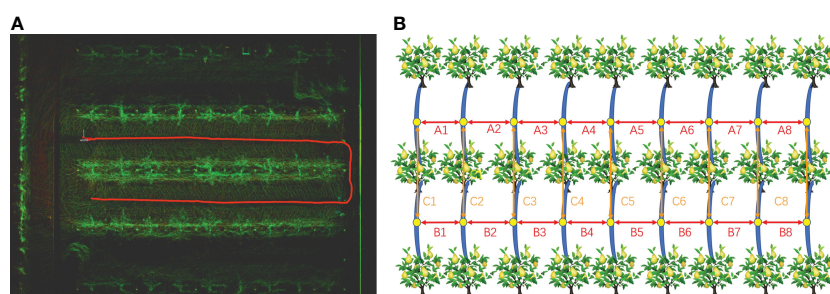 A
B
A1 A2 A3 A4 A5 A6 A7 A8
C1 C2 C3 C4 C5 C6 C7 C8
B1 B2 B3 B4 B5 B6 B7 B8